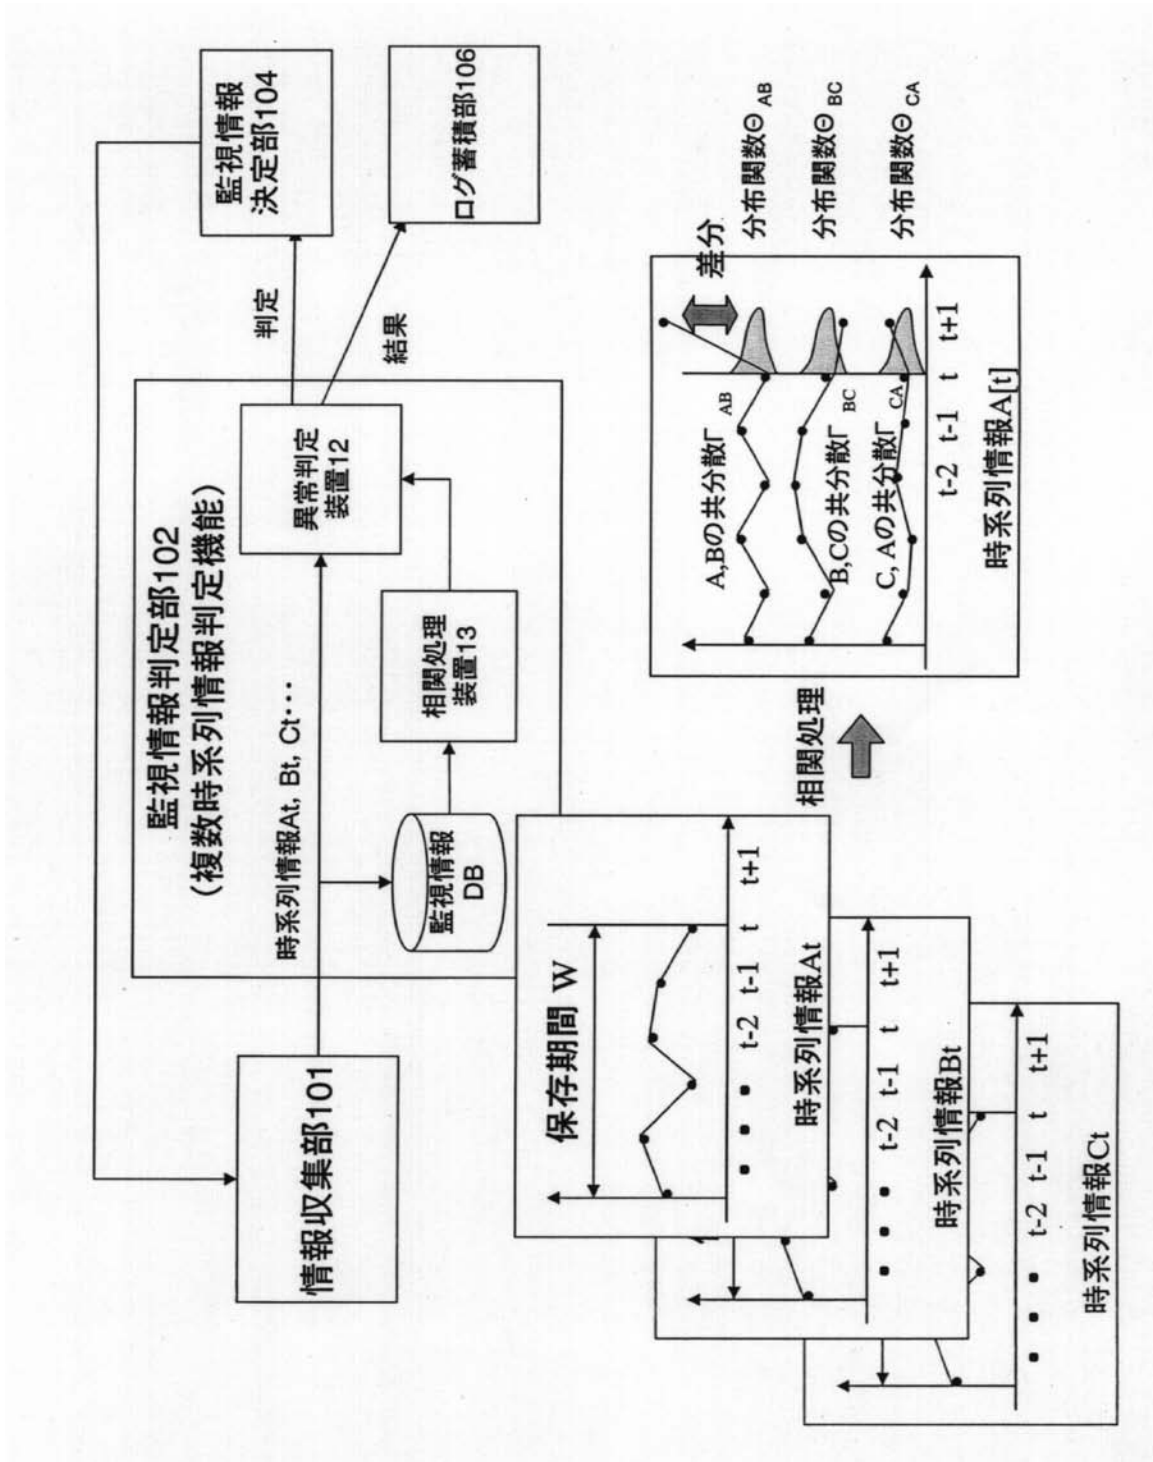 監視情報判定部102
(複数時系列情報判定機能)
情報収集部101
時系列情報At, Bt, Ct・・・
監視情報
DB
相関処理
装置13
異常判定
装置12
判定
結果
監視情報
決定部104
ログ蓄積部106
保存期間 W
t-2 t-1 t t+1
時系列情報At
t-2 t-1 t t+1
時系列情報Bt
t-2 t-1 t t+1
時系列情報Ct
相関処理
A,Bの共分散Γ AB
B,Cの共分散Γ BC
C, Aの共分散Γ CA
t-2 t-1 t t+1
時系列情報A[t]
差分
分布関数Θ AB
分布関数Θ BC
分布関数Θ CA